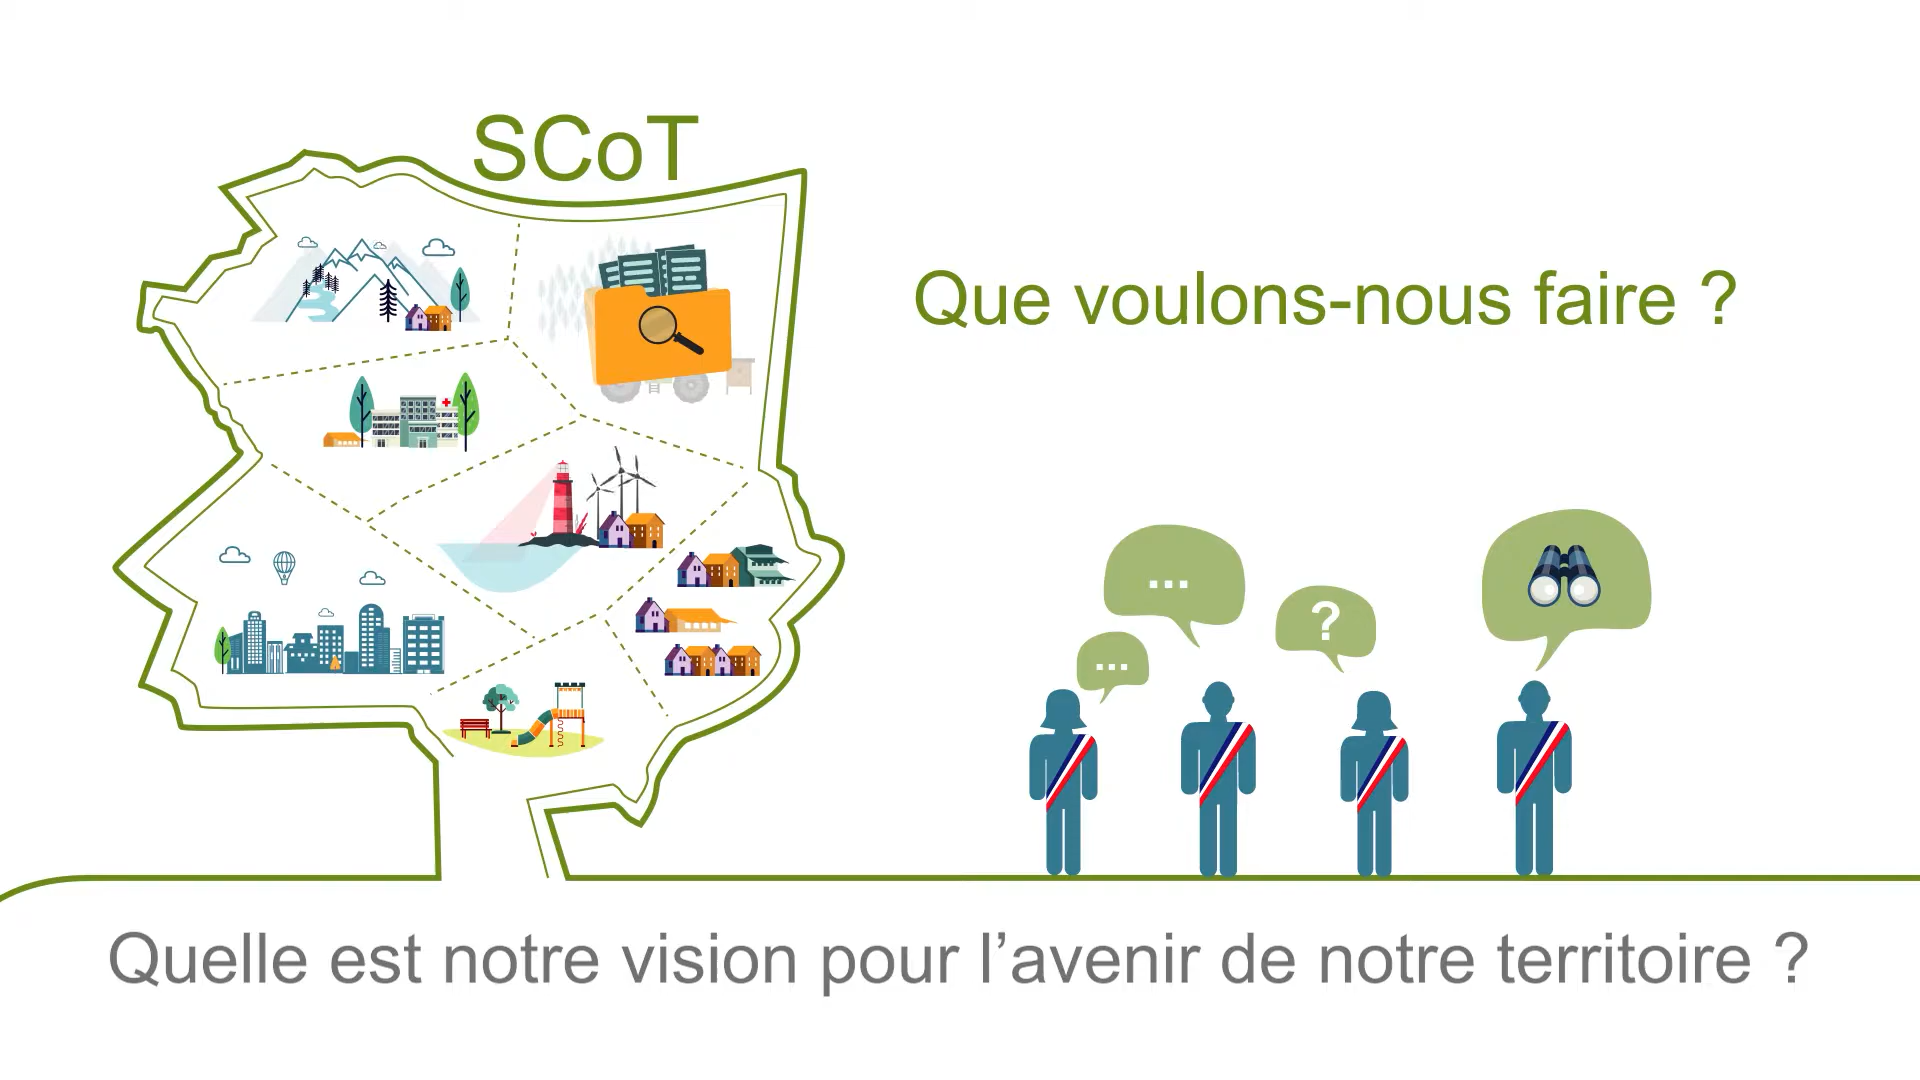 SCoT
Que voulons-nous faire ?
...
?
...
Quelle est notre vision pour l’avenir de notre territoire ?